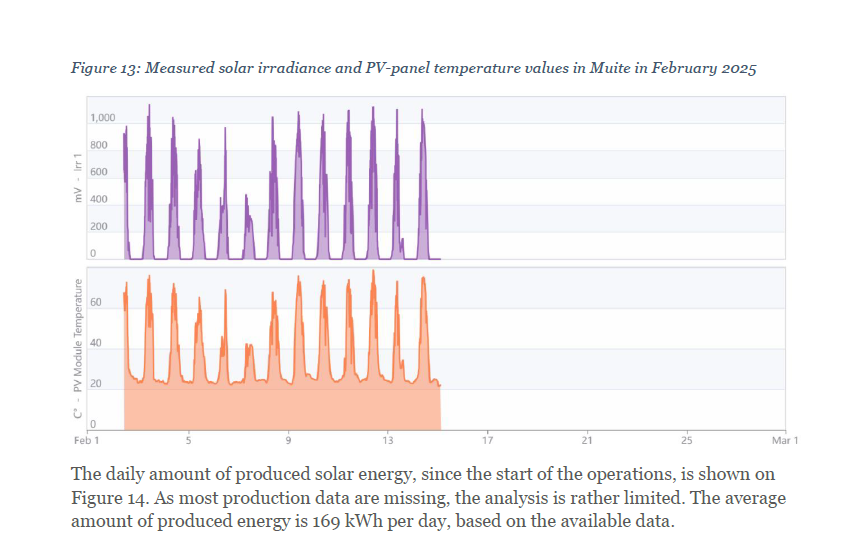 Figure 13: Measured solar irradiance and PV-panel temperature values in Muite in February 2025
1,000
800
600
400
200
0
mV - Irr 1
60
40
20
0
C° - PV Module Temperature
Feb 1 5 9 13 17 21 25 Mar 1
The daily amount of produced solar energy, since the start of the operations, is shown on
Figure 14. As most production data are missing, the analysis is rather limited. The average
amount of produced energy is 169 kWh per day, based on the available data.